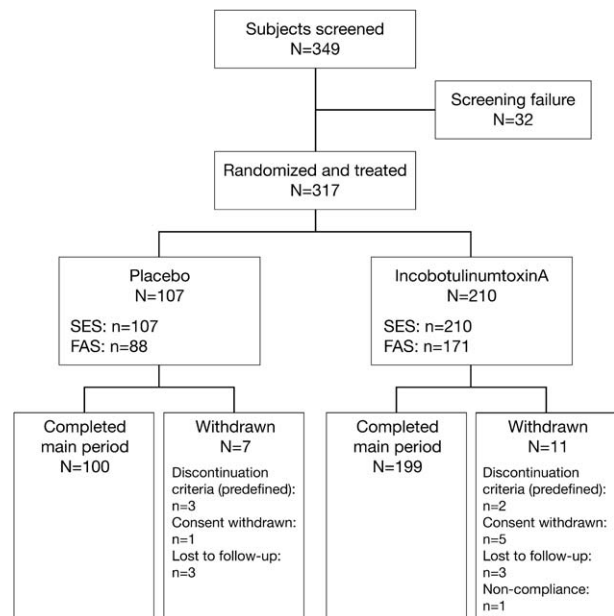 Subjects screened
N=349
Screening failure
N=32
Randomized and treated
N=317
Placebo
N=107
SES: n=107
FAS: n=88
IncobotulinumtoxinA
N=210
SES: n=210
FAS: n=171
Completed
main period
N=100
Withdrawn
N=7
Discontinuation
criteria (predefined):
n=3
Consent withdrawn:
n=1
Lost to follow-up:
n=3
Completed
main period
N=199
Withdrawn
N=11
Discontinuation
criteria (predefined):
n=2
Consent withdrawn:
n=5
Lost to follow-up:
n=3
Non-compliance:
n=1